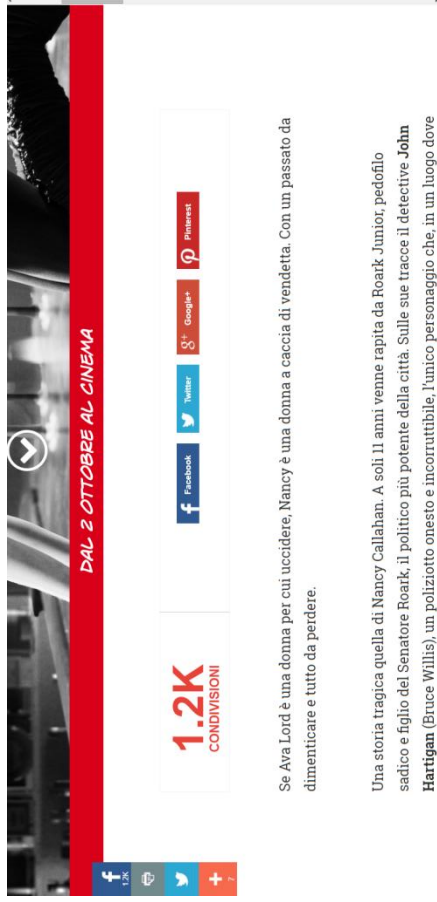 DAL 2 OTTOBRE AL CINEMA
1.2K
CONDIVISIONI
Facebook
Twitter
Google+
Pinterest
1.2K
7
Se Ava Lord è una donna per cui uccidere, Nancy è una donna a caccia di vendetta. Con un passato da
dimenticare e tutto da perdere.
Una storia tragica quella di Nancy Callahan. A soli 11 anni venne rapita da Roark Junior, pedofilo
sadico e figlio del Senatore Roark, il politico più potente della città. Sulle sue tracce il detective John
Hartigan (Bruce Willis), un poliziotto onesto e incorruttibile, l'unico personaggio che, in un luogo dove